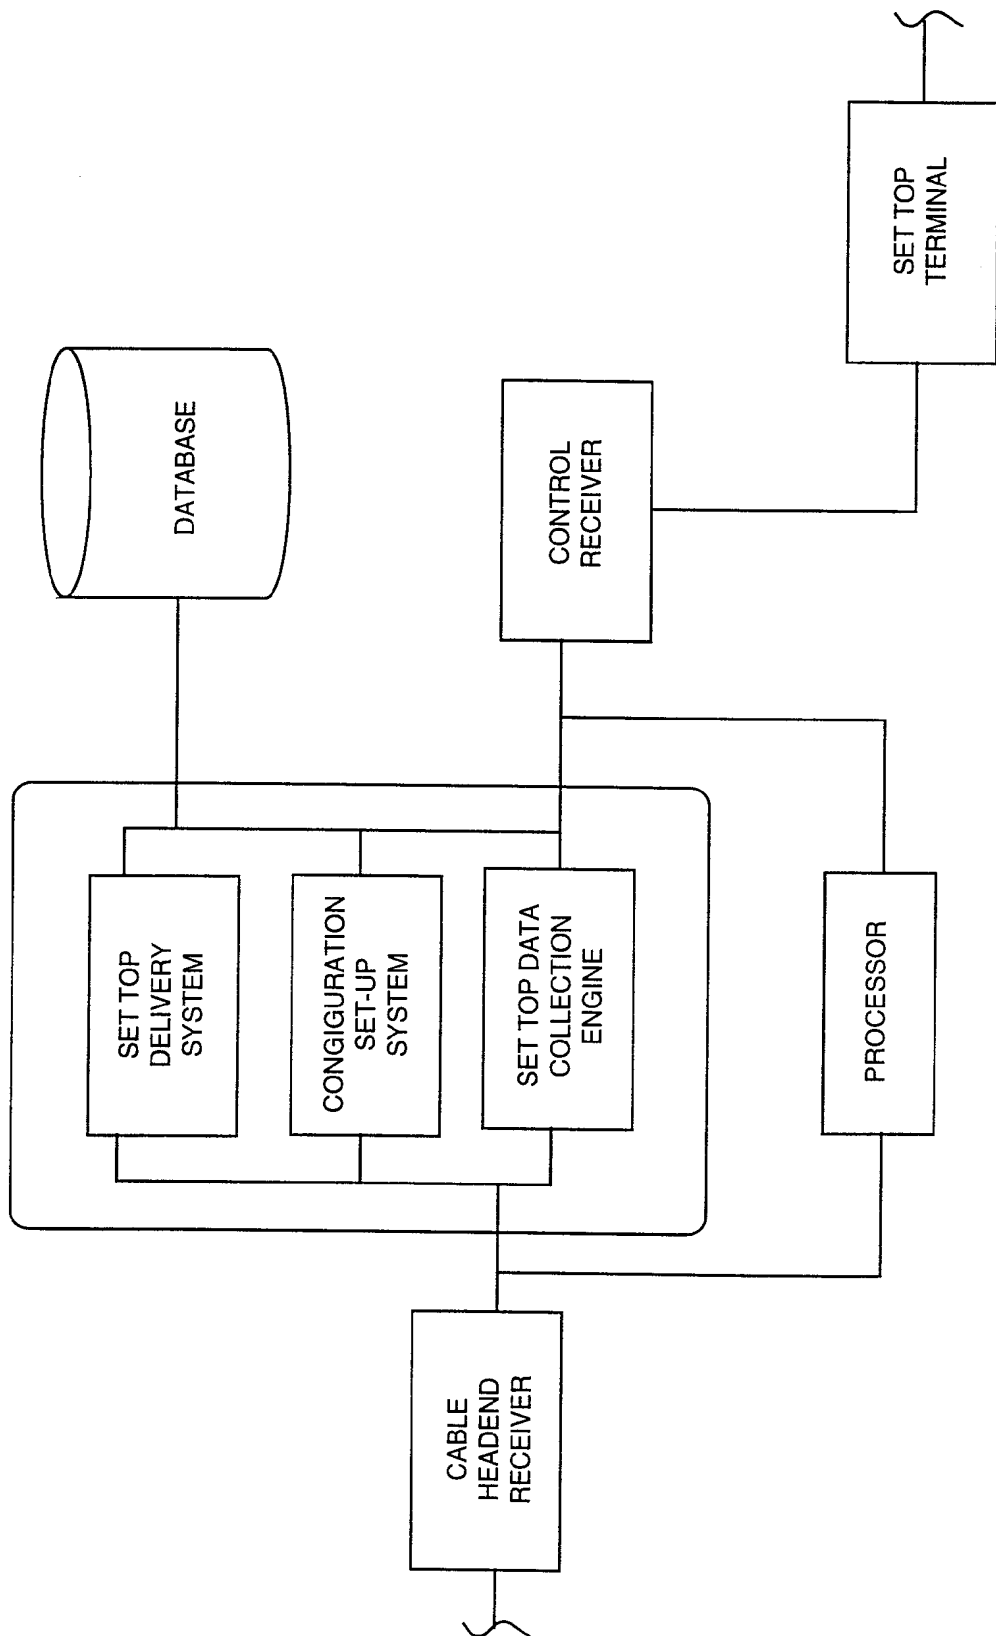 SET TOP
DELIVERY
SYSTEM
CONGIGURATION
SET-UP
SYSTEM
SET TOP DATA
COLLECTION
ENGINE
DATABASE
CABLE
HEADEND
RECEIVER
CONTROL
RECEIVER
PROCESSOR
SET TOP
TERMINAL